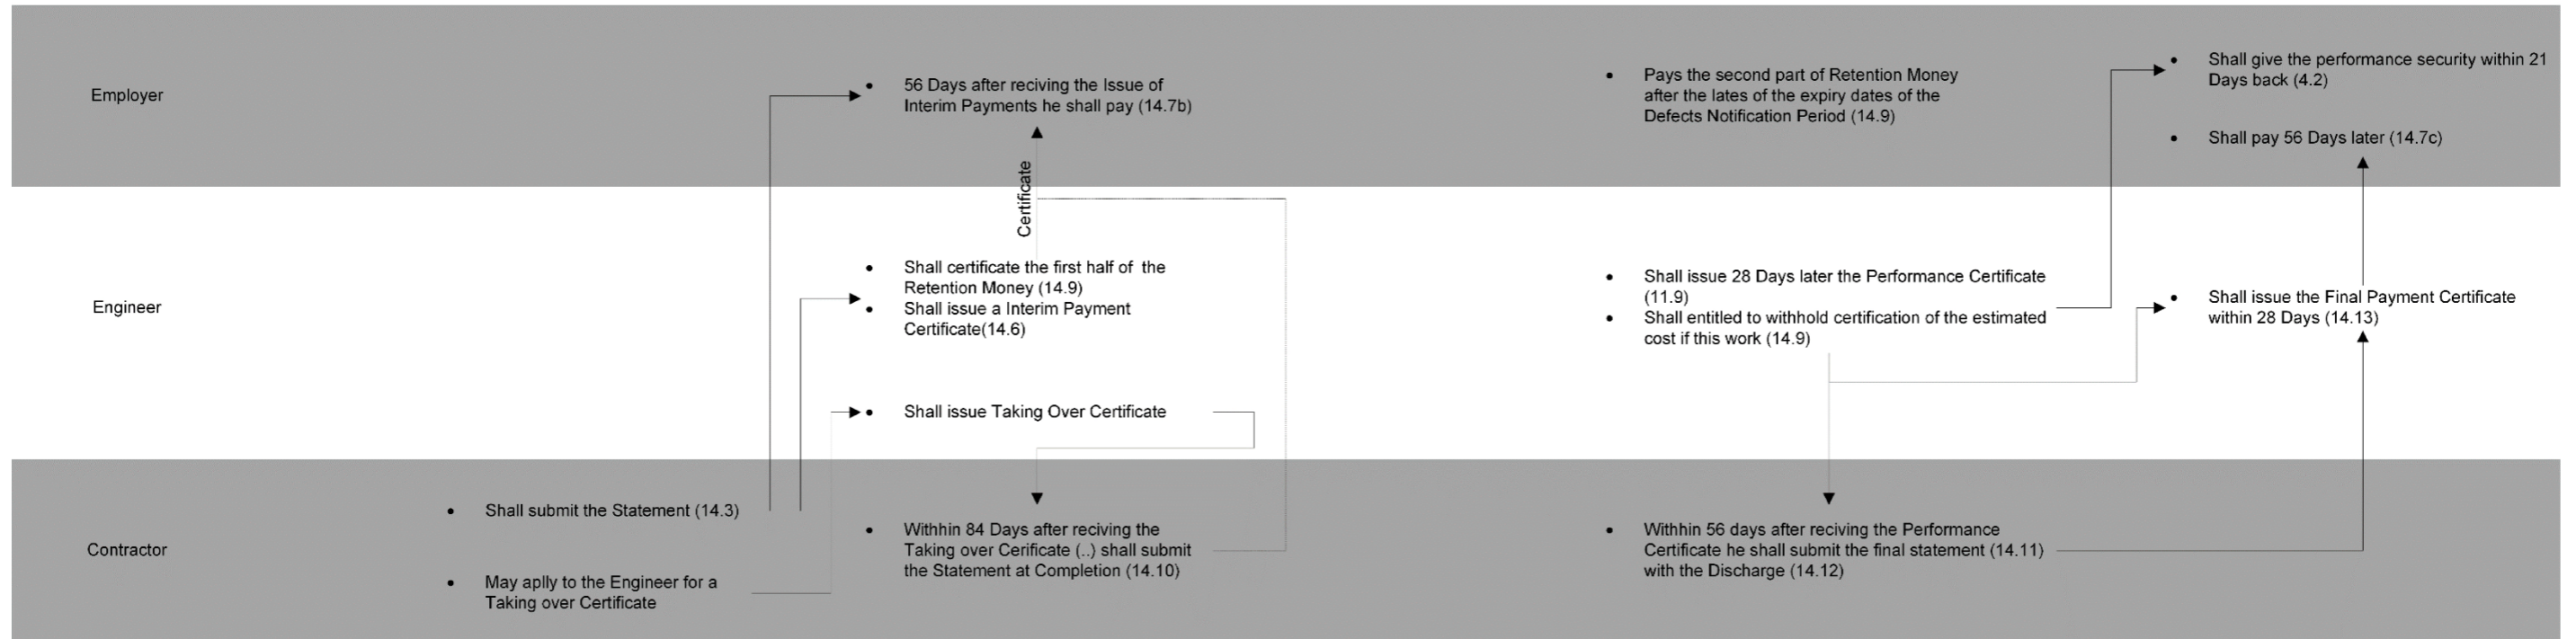 Employer
• 56 Days after reciving the Issue of
Interim Payments he shall pay (14.7b)
• Pays the second part of Retention Money
after the lates of the expiry dates of the
Defects Notification Period (14.9)
• Shall give the performance security within 21
Days back (4.2)
• Shall pay 56 Days later (14.7c)
Certificate
Engineer
• Shall certificate the first half of the
Retention Money (14.9)
• Shall issue a Interim Payment
Certificate(14.6)
• Shall issue Taking Over Certificate
• Shall issue 28 Days later the Performance Certificate
(11.9)
• Shall entitled to withhold certification of the estimated
cost if this work (14.9)
• Shall issue the Final Payment Certificate
within 28 Days (14.13)
Contractor
• Shall submit the Statement (14.3)
• May aplly to the Engineer for a
Taking over Certificate
• Withhin 84 Days after reciving the
Taking over Cerificate (..) shall submit
the Statement at Completion (14.10)
• Withhin 56 days after reciving the Performance
Certificate he shall submit the final statement (14.11)
with the Discharge (14.12)